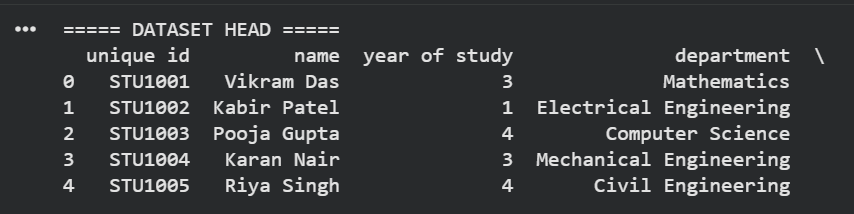 ===== DATASET HEAD =====
unique id name year of study department \
0 STU1001 Vikram Das 3 Mathematics
1 STU1002 Kabir Patel 1 Electrical Engineering
2 STU1003 Pooja Gupta 4 Computer Science
3 STU1004 Karan Nair 3 Mechanical Engineering
4 STU1005 Riya Singh 4 Civil Engineering